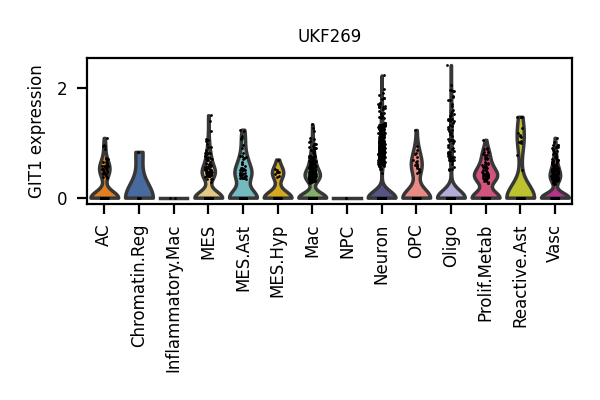 UKF269
GIT1 expression
2
0
AC
Chromatin.Reg
Inflammatory.Mac
MES
MES.Ast
MES.Hyp
Mac
NPC
Neuron
OPC
Oligo
Prolif.Metab
Reactive.Ast
Vasc